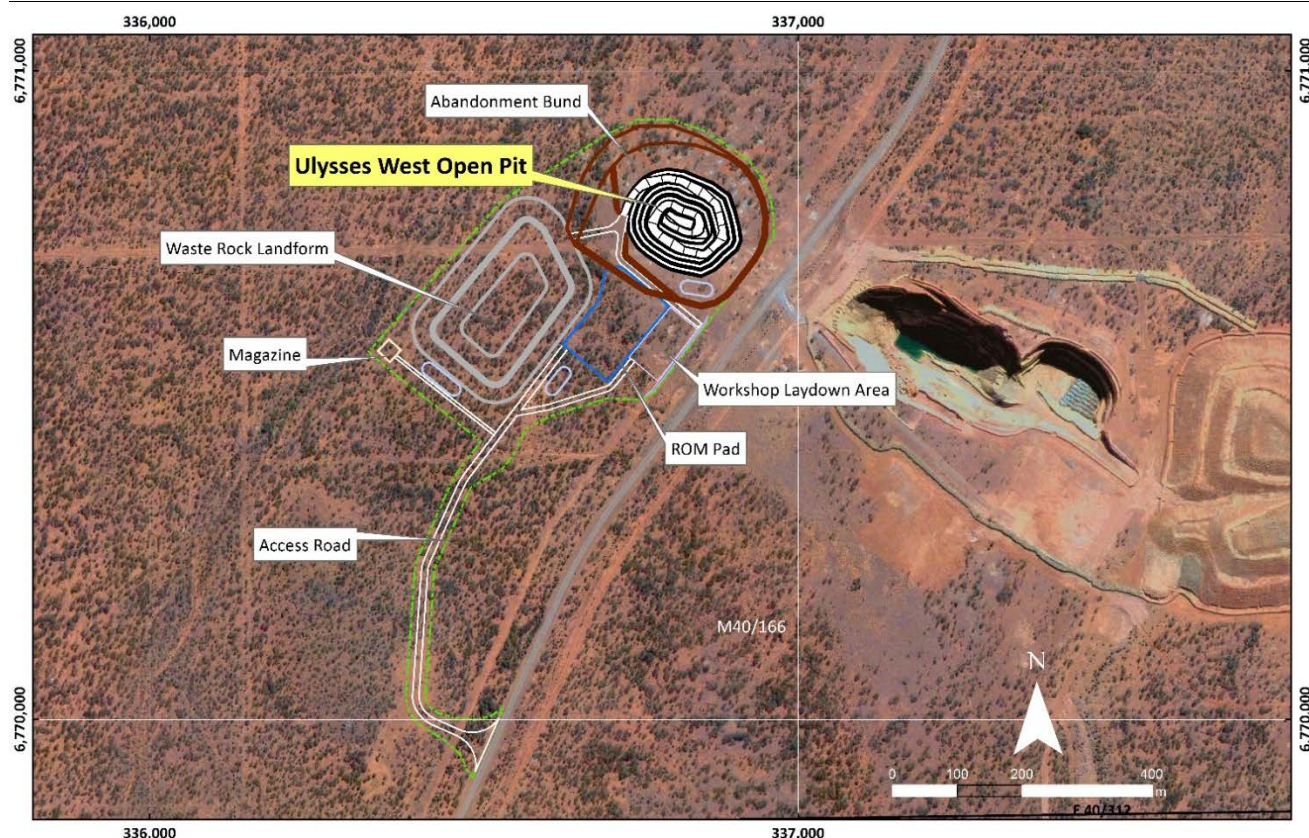 336,000
337,000
6,771,000
6,771,000
Abandonment Bund
Ulysses West Open Pit
Waste Rock Landform
Magazine
Workshop Laydown Area
ROM Pad
Access Road
M40/166
N
6,770,000
6,770,000
0 100 200 400
m
E 40/312
336,000
337,000